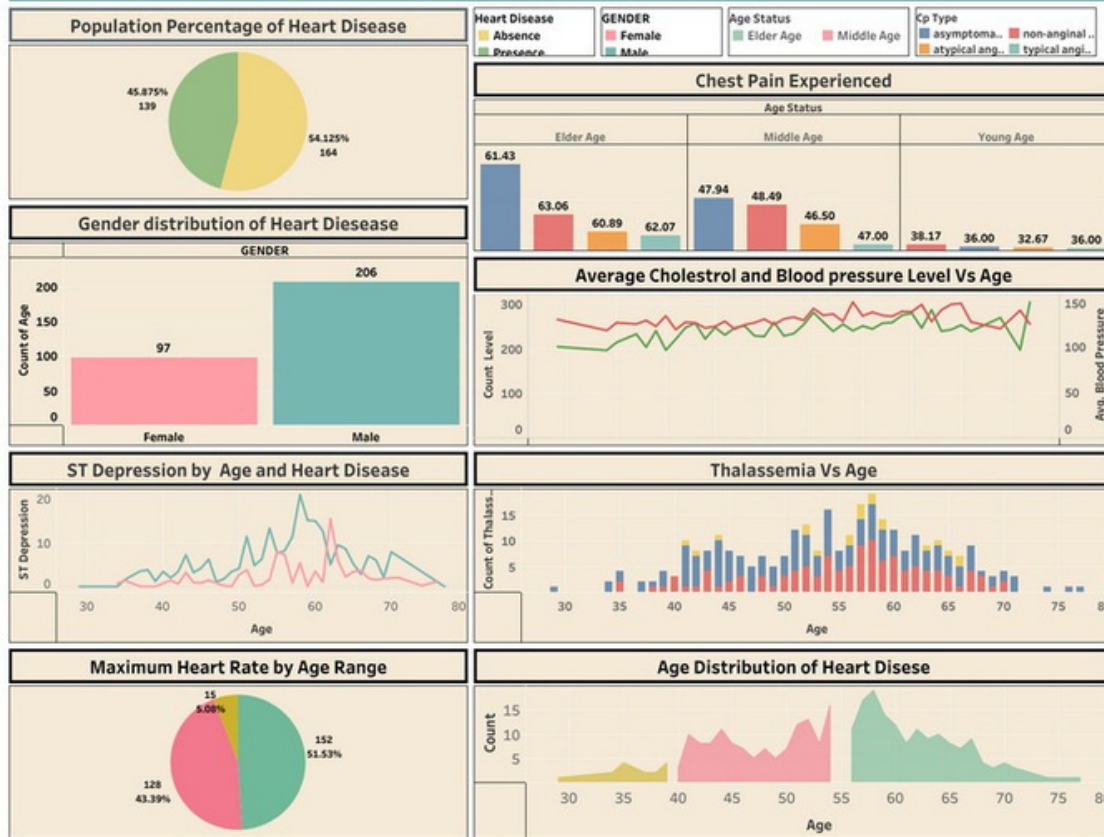 Population Percentage of Heart Disease
45.875%
139
54.125%
164
Heart Disease
Absence
Presence
GENDER
Female
Male
Age Status
Elder Age Middle Age
Cp Type
asymptoma.. non-anginal ..
atypical ang.. typical angi..
Chest Pain Experienced
Age Status
Elder Age Middle Age Young Age
61.43 63.06 60.89 62.07 47.94 48.49 46.50 47.00 38.17 36.00 32.67 36.00
Gender distribution of Heart Diesease
GENDER
Count of Age
200
150
100
50
0
97 206
Female Male
Average Cholestrol and Blood pressure Level Vs Age
Count Level
300
200
100
0
150
100
50
0
Avg. Blood Pressure
ST Depression by Age and Heart Disease
ST Depression
20
10
0
30 40 50 60 70 80
Age
Thalassemia Vs Age
Count of Thalass..
15
10
5
30 35 40 45 50 55 60 65 70 75
Age
Maximum Heart Rate by Age Range
15
5.08%
152
51.53%
128
43.39%
Age Distribution of Heart Disese
Count
15
10
5
30 35 40 45 50 55 60 65 70 75
Age